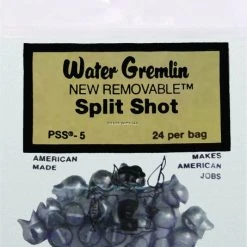 Water Gremlin
NEW REMOVABLE™
Split Shot
PSS®-5 24 per bag
AMERICAN MADE
MAKES AMERICAN JOBS